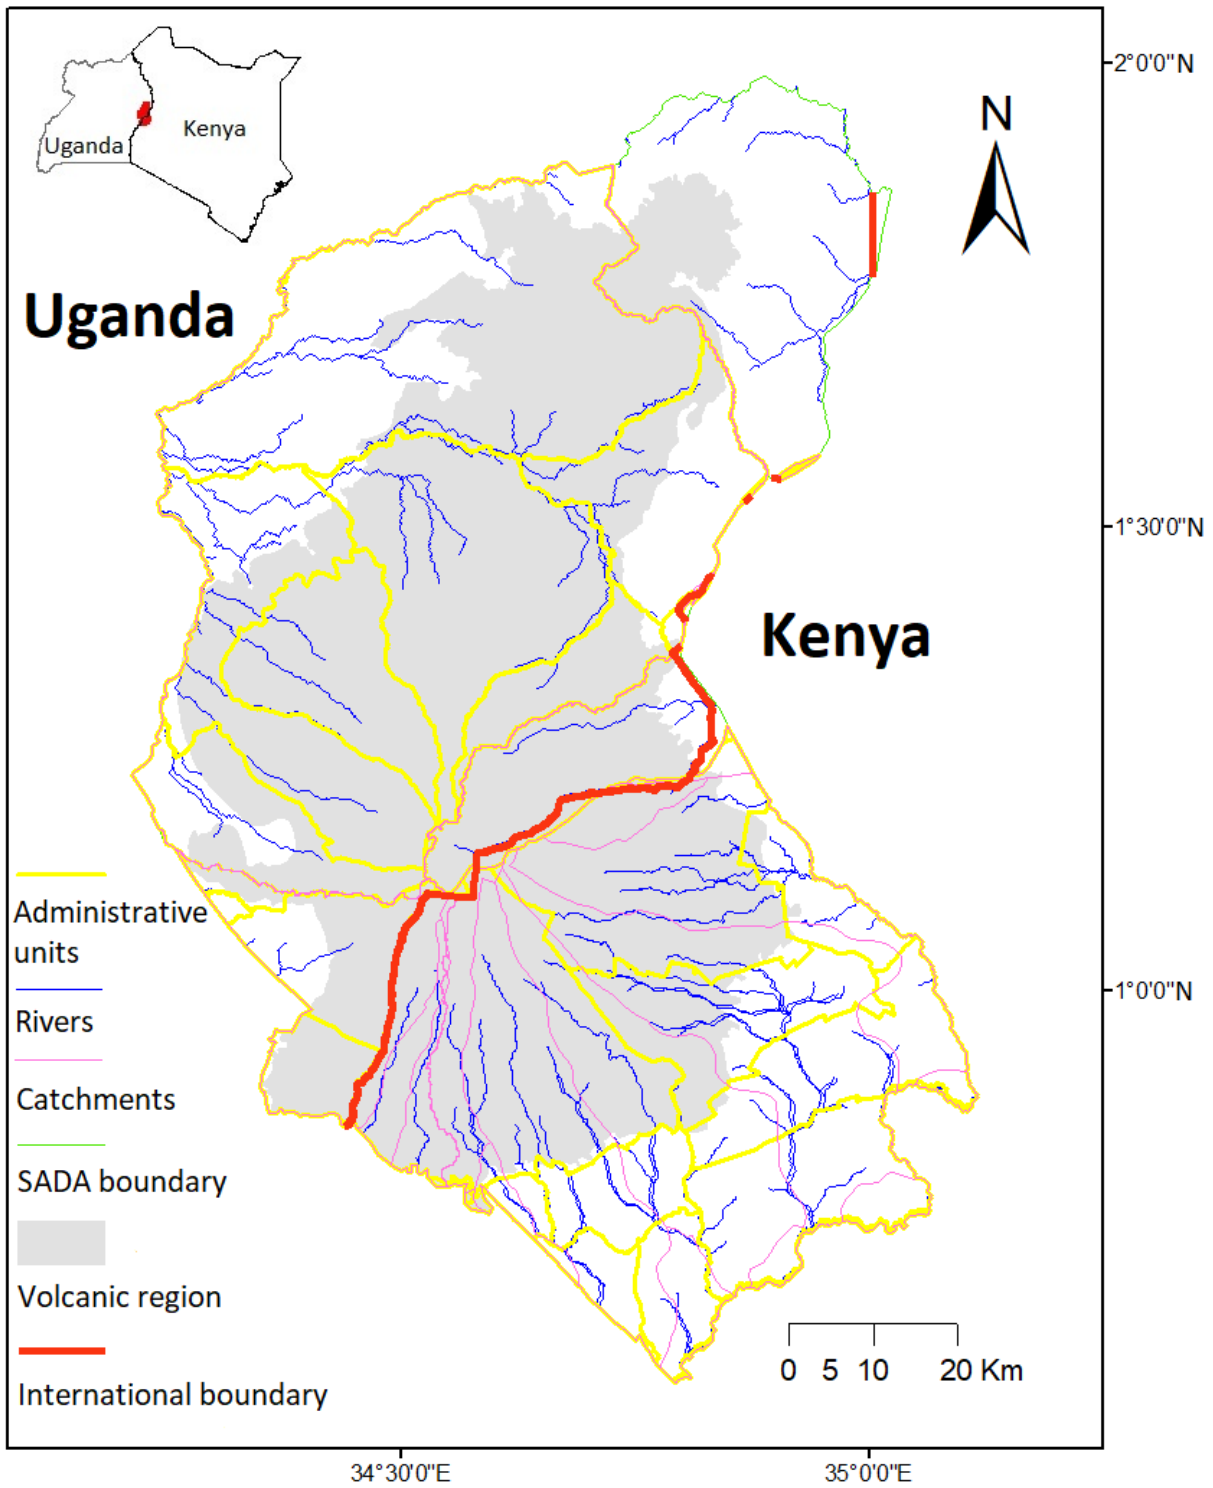 2°0'0"N
N
Uganda
Kenya
Uganda
1°30'0"N
Kenya
Administrative
units
Rivers
1°0'0"N
Catchments
SADA boundary
Volcanic region
International boundary
0 5 10 20 Km
34°30'0"E
35°0'0"E